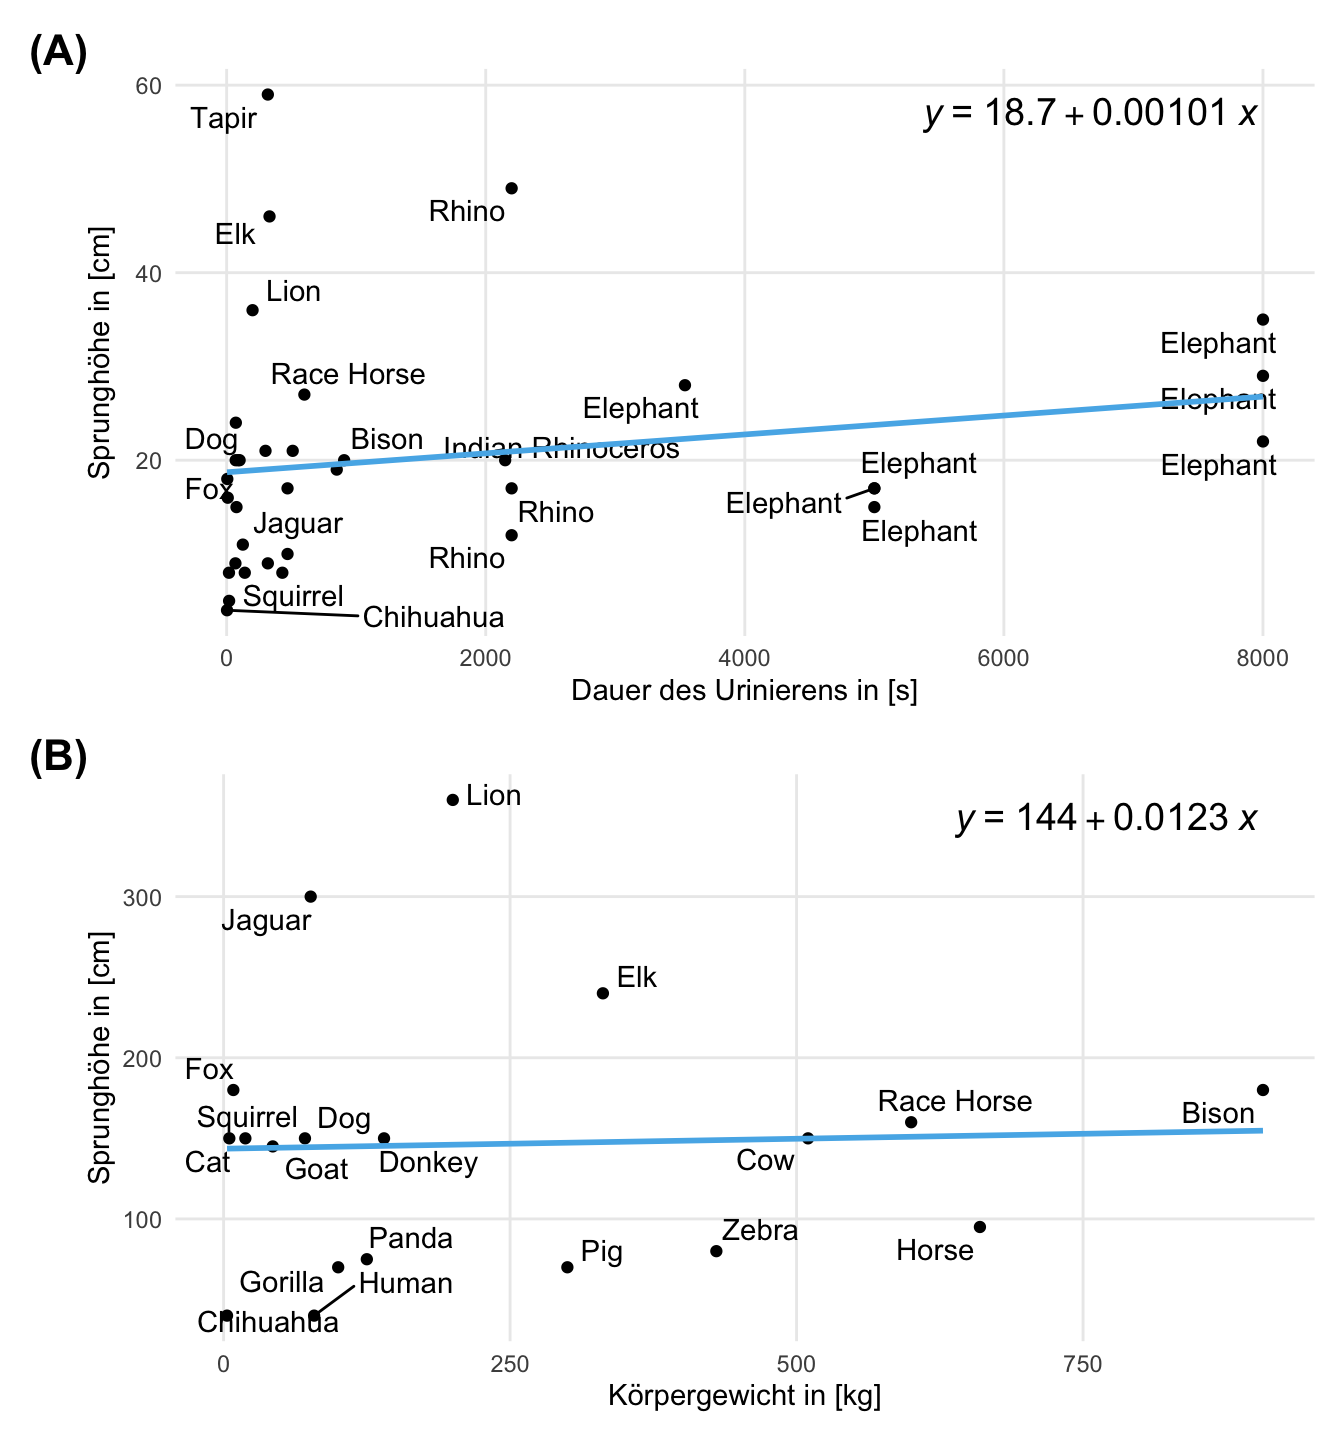 (A)
60
y = 18.7 + 0.00101 x
Tapir
Rhino
Elk
40
Lion
Elephant
Race Horse
Elephant
Elephant
Dog
Bison
Indian Rhinoceros
20
Elephant
Elephant
Fox
Elephant
Rhino
Jaguar
Elephant
Rhino
Squirrel
Chihuahua
Sprunghöhe in [cm]
0
2000
4000
6000
8000
Dauer des Urinierens in [s]
(B)
Lion
y = 144 + 0.0123 x
300
Jaguar
Elk
200
Fox
Race Horse
Squirrel
Dog
Bison
Cat
Goat
Donkey
Cow
100
Zebra
Panda
Pig
Horse
Gorilla
Human
Chihuahua
Sprunghöhe in [cm]
0
250
500
750
Körpergewicht in [kg]